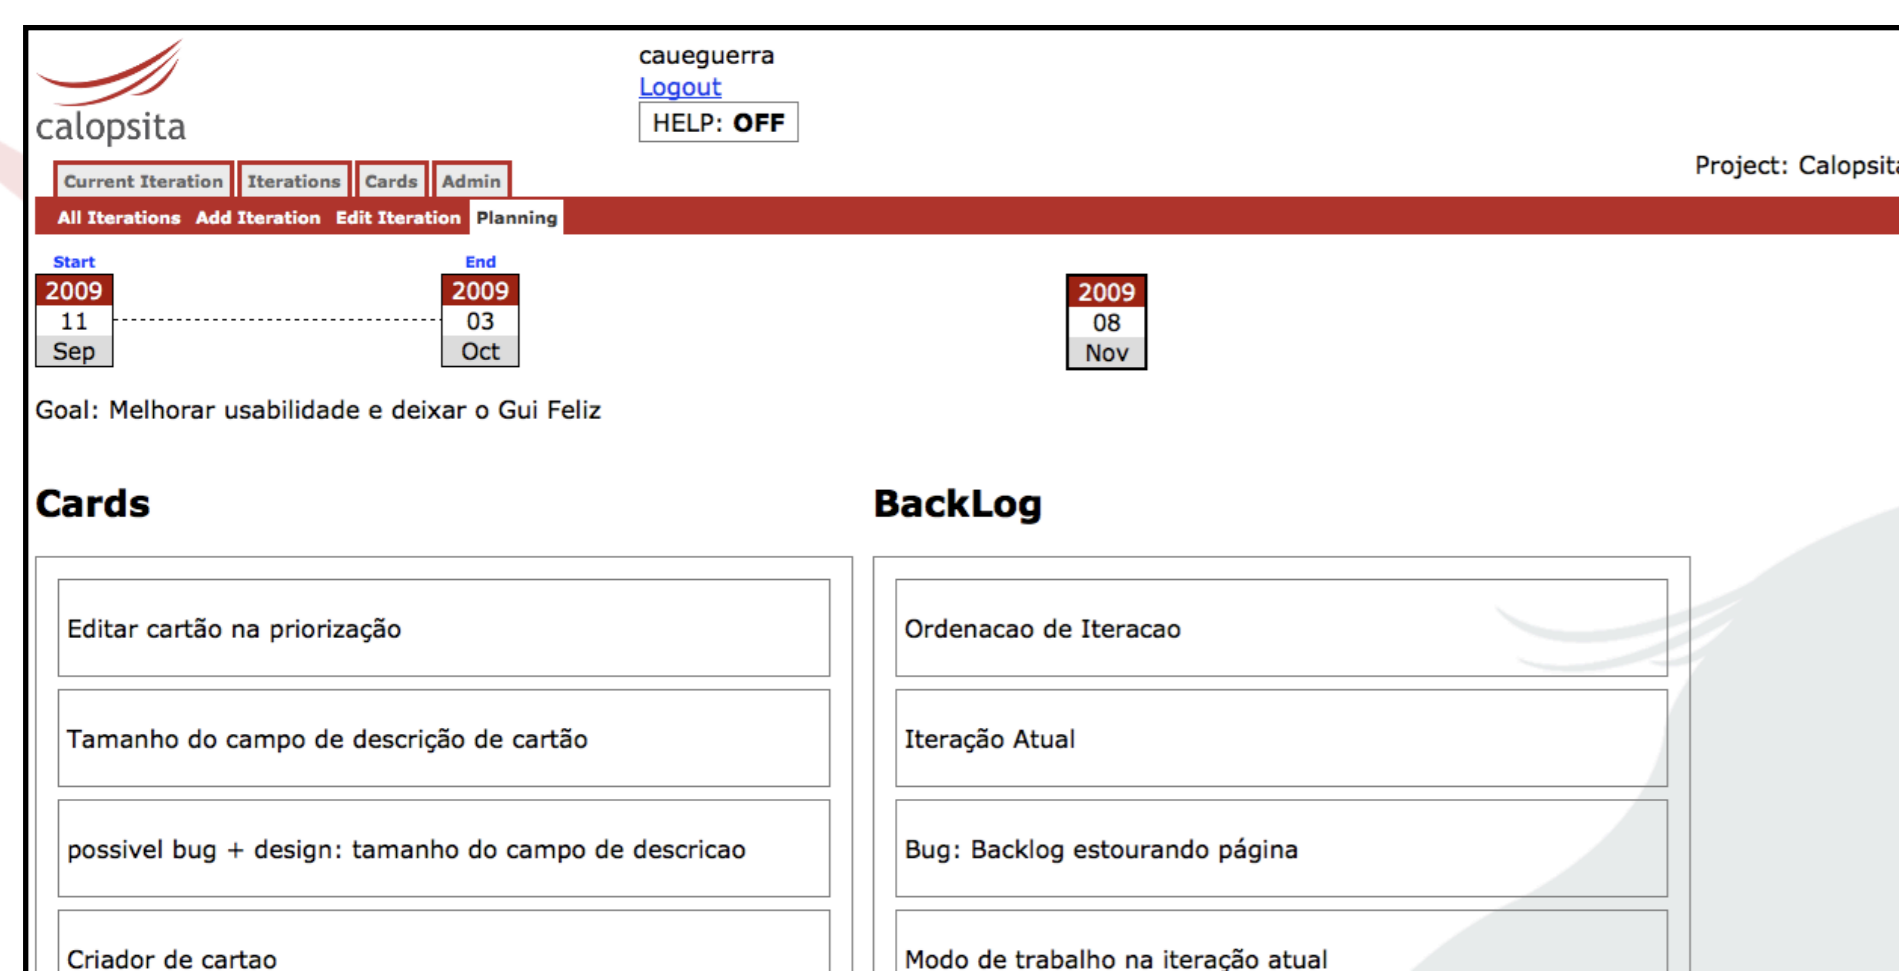 calopsita
caueguerra
Logout
HELP: OFF
Project: Calopsita
Current Iteration Iterations Cards Admin
All Iterations Add Iteration Edit Iteration Planning
Start
2009
11
Sep
End
2009
03
Oct
2009
08
Nov
Goal: Melhorar usabilidade e deixar o Gui Feliz
Cards
Editar cartão na priorização
Tamanho do campo de descrição de cartão
possivel bug + design: tamanho do campo de descricao
Criador de cartao
BackLog
Ordenacao de Iteracao
Iteração Atual
Bug: Backlog estourando página
Modo de trabalho na iteração atual